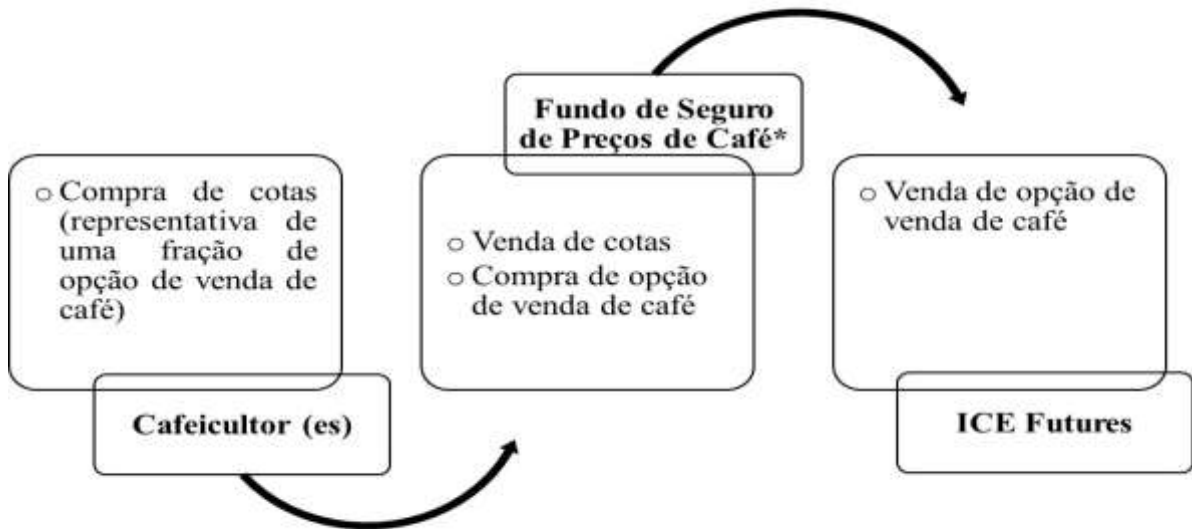 Compra de cotas
(representativa de
uma fração de
opção de venda de
café)
Cafeicultor (es)
Fundo de Seguro
de Preços de Café*
Venda de cotas
Compra de opção
de venda de café
Venda de opção de
venda de café
ICE Futures